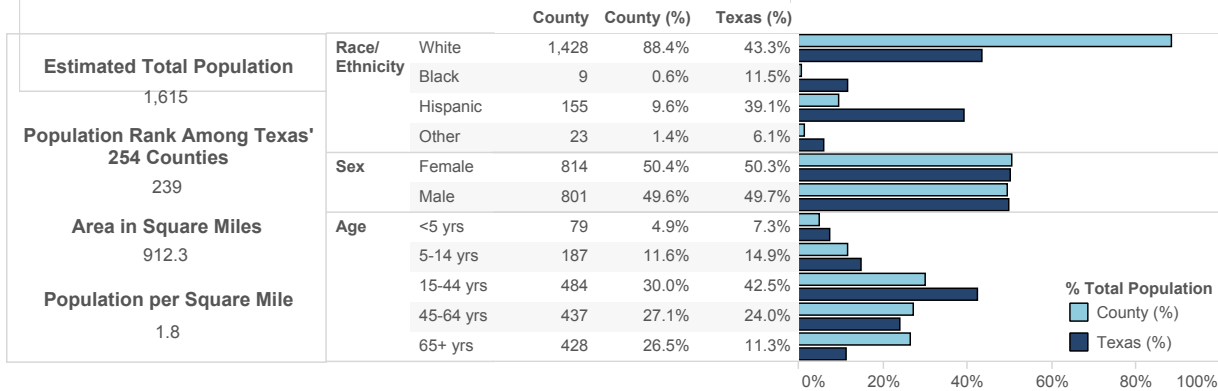 County County (%) Texas (%)
Estimated Total Population
1,615
Population Rank Among Texas'
254 Counties
239
Area in Square Miles
912.3
Population per Square Mile
1.8
Race/
Ethnicity
White 1,428 88.4% 43.3%
Black 9 0.6% 11.5%
Hispanic 155 9.6% 39.1%
Other 23 1.4% 6.1%
Sex Female 814 50.4% 50.3%
Male 801 49.6% 49.7%
Age <5 yrs 79 4.9% 7.3%
5-14 yrs 187 11.6% 14.9%
15-44 yrs 484 30.0% 42.5%
45-64 yrs 437 27.1% 24.0%
65+ yrs 428 26.5% 11.3%
% Total Population
County (%)
Texas (%)
0% 20% 40% 60% 80% 100%